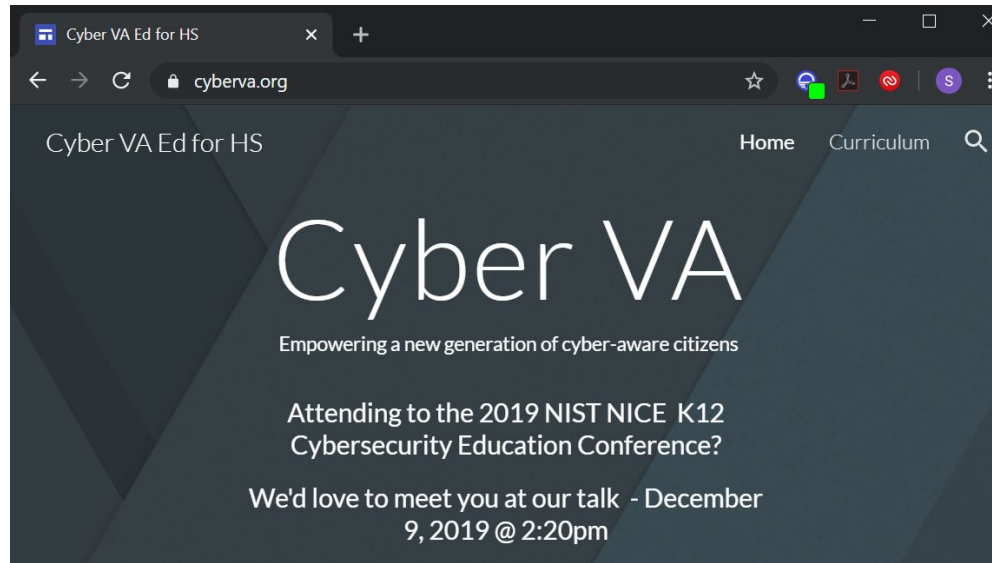 Cyber VA Ed for HS
cyberva.org
S
Cyber VA Ed for HS
Home Curriculum
Cyber VA
Empowering a new generation of cyber-aware citizens
Attending to the 2019 NIST NICE K12
Cybersecurity Education Conference?
We'd love to meet you at our talk - December
9, 2019 @ 2:20pm